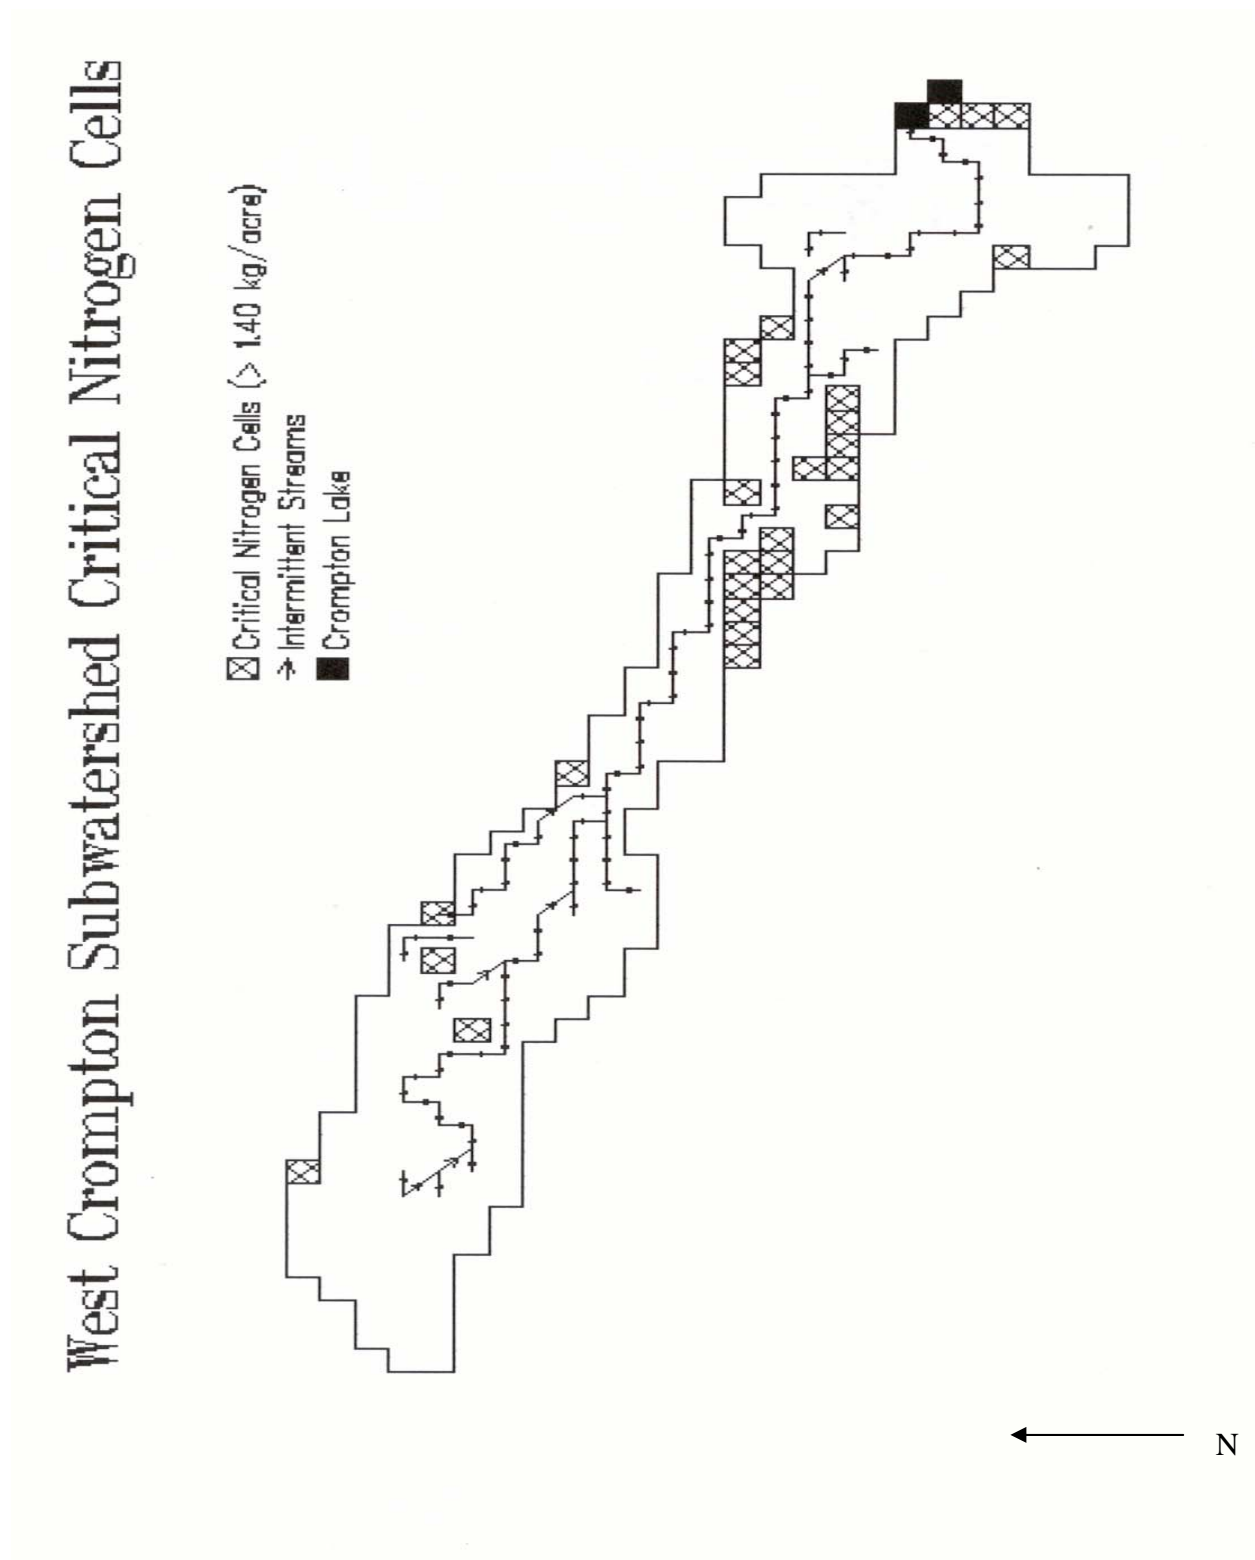 West Crompton Subwatershed Critical Nitrogen Cells
Critical Nitrogen Cells (> 1.40 kg/acre)
Intermittent Streams
Crompton Lake
N